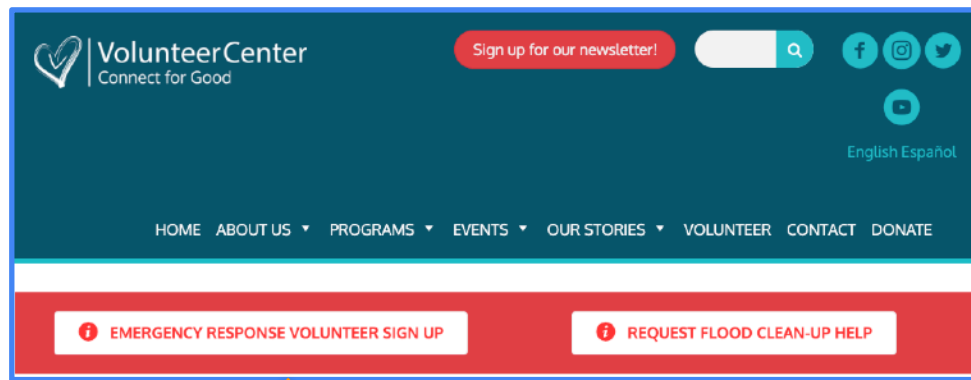 VolunteerCenter
Connect for Good
Sign up for our newsletter!
English Español
HOME ABOUT US PROGRAMS EVENTS OUR STORIES VOLUNTEER CONTACT DONATE
EMERGENCY RESPONSE VOLUNTEER SIGN UP
REQUEST FLOOD CLEAN-UP HELP